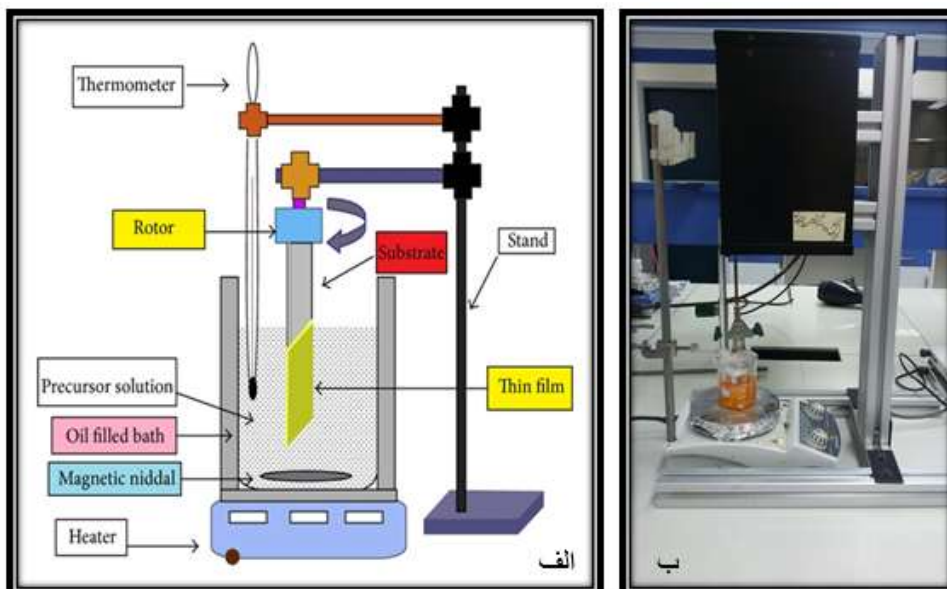 Thermometer
Rotor
Substrate
Stand
Precursor solution
Thin film
Oil filled bath
Magnetic niddal
Heater
الف
ب